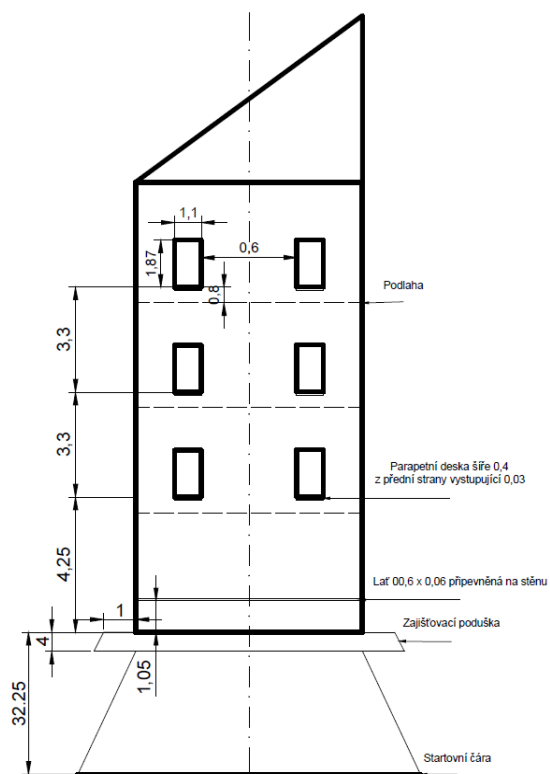 1,1
0,6
1,87
0,8
Podlaha
3,3
3,3
Parapetní deska šíře 0,4
z přední strany vystupující 0,03
4,25
Lať 00,6 x 0,06 připevněná na stěnu
1
Zajišťovací poduška
4
1,05
32.25
Startovní čára